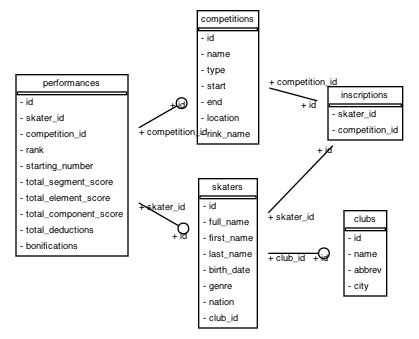 competitions
- id
- name
- type
- start
- end
- location
- rink_name
performances
- id
- skater_id
- competition_id
- rank
- starting_number
- total_segment_score
- total_element_score
- total_component_score
- total_deductions
- bonifications
+ id
+ competition_id
+ competition_id
+ id
inscriptions
- skater_id
- competition_id
+ id
+ skater_id
+ skater_id
+ id
skaters
- id
- full_name
- first_name
- last_name
- birth_date
- genre
- nation
- club_id
+ club_id
+ id
clubs
- id
- name
- abbrev
- city